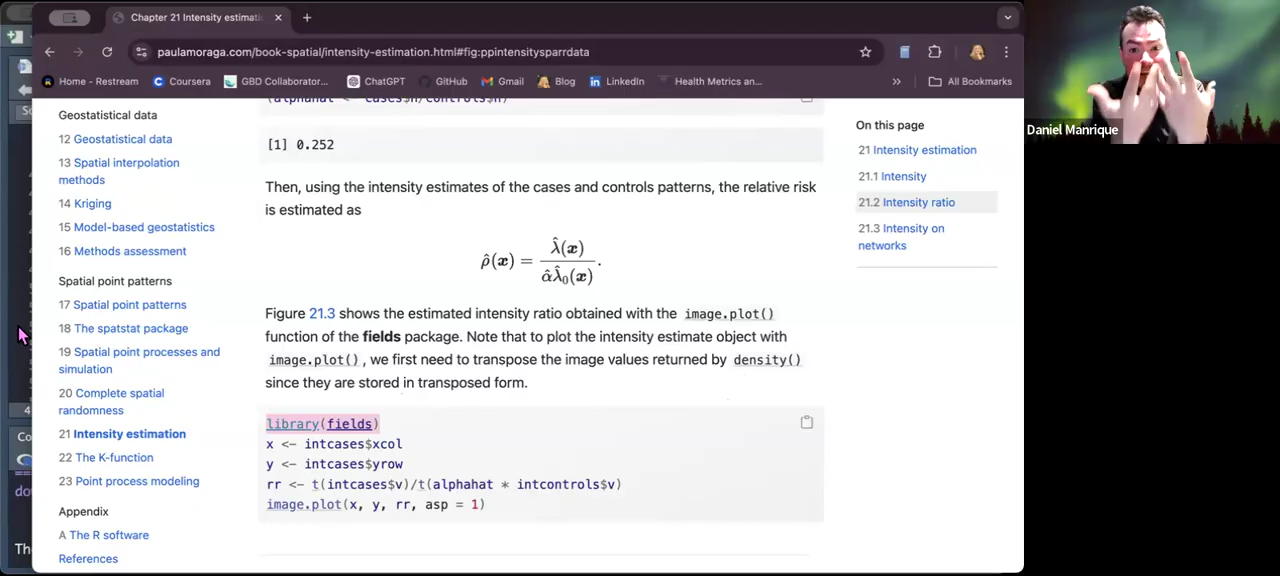 Chapter 21 Intensity estimati
paulamoraga.com/book-spatial/intensity-estimation.html#fig:ppintensitysparrdata
Home - Restream
Coursera
GBD Collaborator...
ChatGPT
GitHub
Gmail
Blog
LinkedIn
Health Metrics an...
»
All Bookmarks
Geostatistical data
12 Geostatistical data
13 Spatial interpolation
methods
14 Kriging
15 Model-based geostatistics
16 Methods assessment
Spatial point patterns
17 Spatial point patterns
18 The spatstat package
19 Spatial point processes and
simulation
20 Complete spatial
randomness
21 Intensity estimation
22 The K-function
23 Point process modeling
Appendix
A The R software
References
(alphahat <- cases$n/controls$n)
[1] 0.252
Then, using the intensity estimates of the cases and controls patterns, the relative risk
is estimated as
ρ̂(x) = λ̂(x) / α̂λ̂₀(x).
Figure 21.3 shows the estimated intensity ratio obtained with the image.plot()
function of the fields package. Note that to plot the intensity estimate object with
image.plot(), we first need to transpose the image values returned by density()
since they are stored in transposed form.
library(fields)
x <- intcases$xcol
y <- intcases$yrow
rr <- t(intcases$v)/t(alphahat * intcontrols$v)
image.plot(x, y, rr, asp = 1)
On this page
21 Intensity estimation
21.1 Intensity
21.2 Intensity ratio
21.3 Intensity on
networks
Daniel Manrique
So
4
Co
do
Th